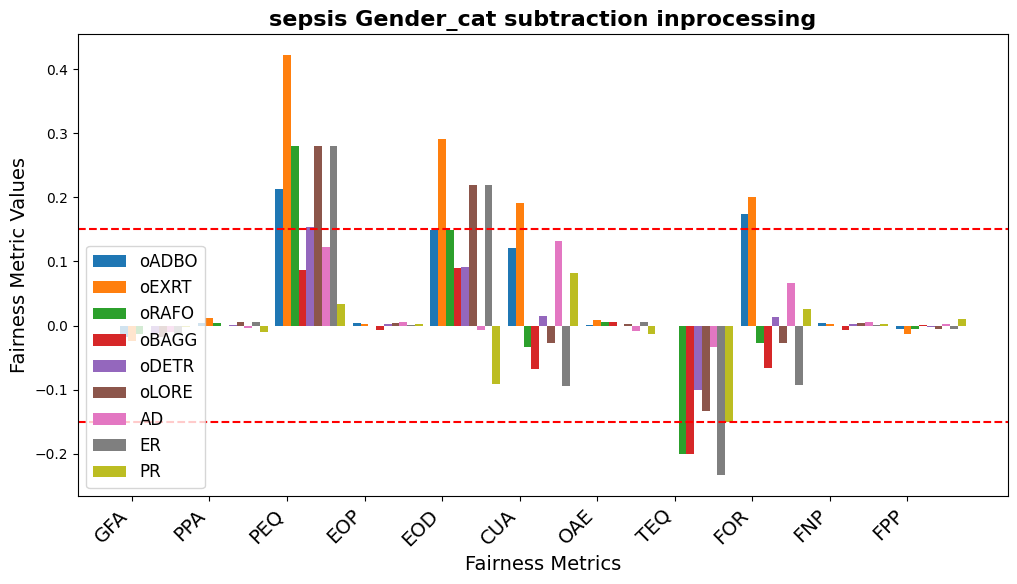 sepsis Gender_cat subtraction inprocessing
Fairness Metric Values
0.4
0.3
0.2
0.1
0.0
−0.1
−0.2
oADBO
oEXRT
oRAFO
oBAGG
oDETR
oLORE
AD
ER
PR
GFA
PPA
PEQ
EOP
EOD
CUA
OAE
TEQ
FOR
FNP
FPP
Fairness Metrics